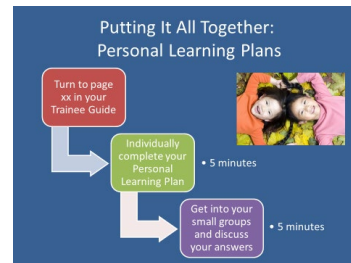 Putting It All Together:
Personal Learning Plans
Turn to page
xx in your
Trainee Guide
Individually
complete your
Personal
Learning Plan
• 5 minutes
Get into your
small groups
and discuss
your answers
• 5 minutes